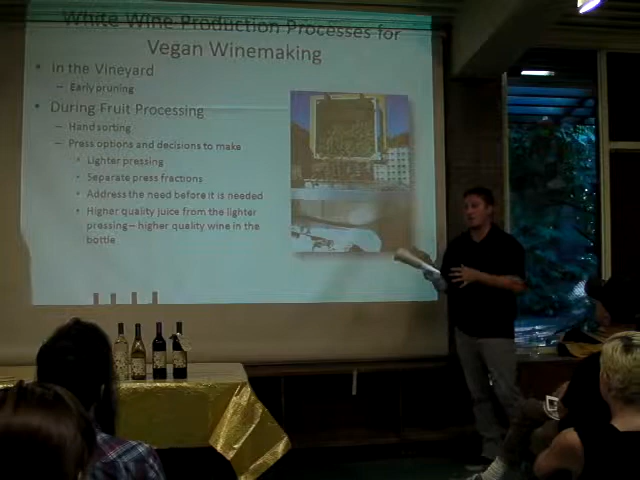 White Wine Production Processes for
Vegan Winemaking
• In the Vineyard
– Early pruning
• During Fruit Processing
– Hand sorting
– Press options and decisions to make
• Lighter pressing
• Separate press fractions
• Address the need before it is needed
• Higher quality juice from the lighter
pressing – higher quality wine in the
bottle